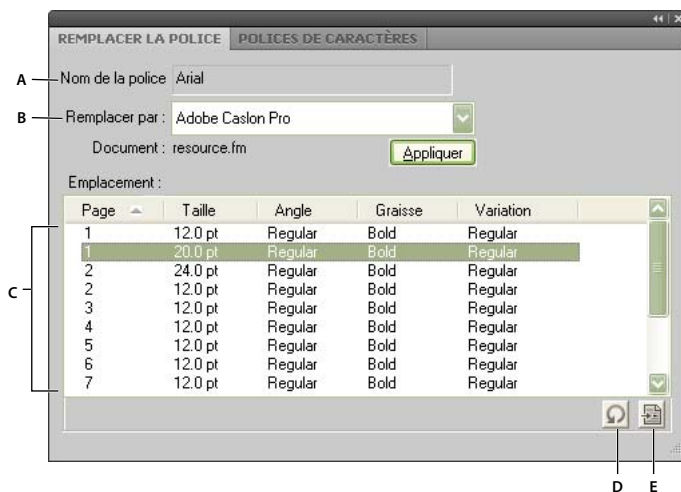 REMPLACER LA POLICE POLICES DE CARACTÈRES
A Nom de la police Arial
B Remplacer par : Adobe Caslon Pro
Document : resource.fm Appliquer
Emplacement :
Page Taille Angle Graisse Variation
1 12.0 pt Regular Bold Regular
1 20.0 pt Regular Bold Regular
2 24.0 pt Regular Bold Regular
2 12.0 pt Regular Bold Regular
C
3 12.0 pt Regular Bold Regular
4 12.0 pt Regular Bold Regular
5 12.0 pt Regular Bold Regular
6 12.0 pt Regular Bold Regular
7 12.0 pt Regular Bold Regular
D E